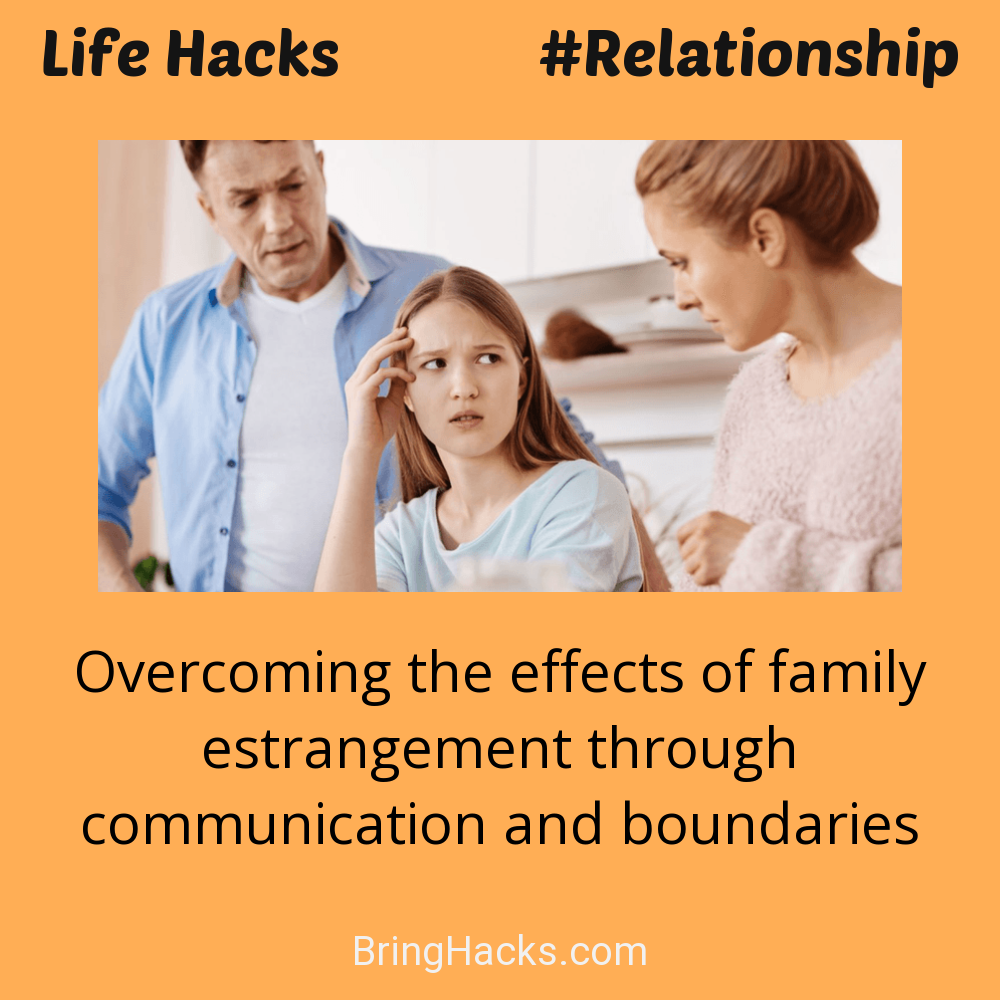 Life Hacks #Relationship
Overcoming the effects of family
estrangement through
communication and boundaries
BringHacks.com